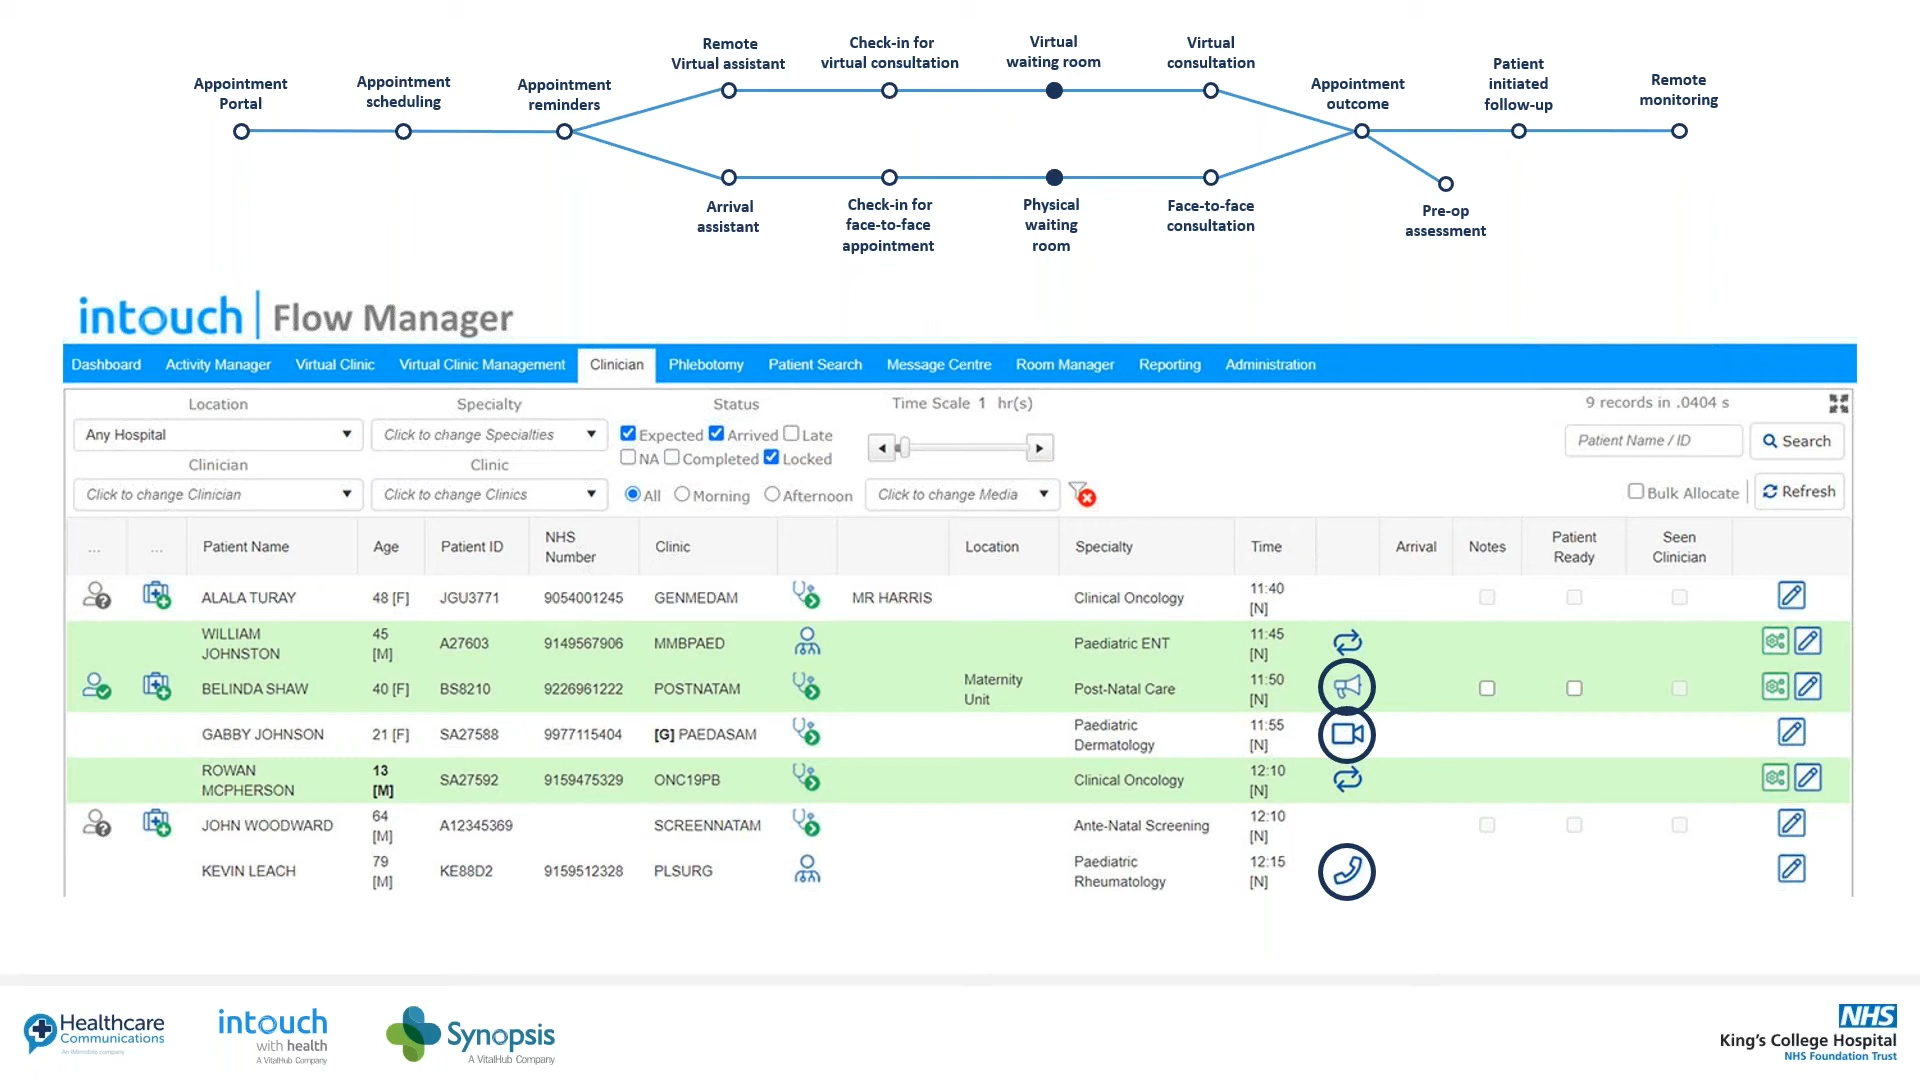 Appointment
Portal
Appointment
scheduling
Appointment
reminders
Remote
Virtual assistant
Check-in for
virtual consultation
Virtual
waiting room
Virtual
consultation
Appointment
outcome
Patient
initiated
follow-up
Remote
monitoring
Arrival
assistant
Check-in for
face-to-face
appointment
Physical
waiting
room
Face-to-face
consultation
Pre-op
assessment
intouch | Flow Manager
Dashboard Activity Manager Virtual Clinic Virtual Clinic Management Clinician Phlebotomy Patient Search Message Centre Room Manager Reporting Administration
Location Specialty Status Time Scale 1 hr(s) 9 records in .0404 s
Any Hospital Click to change Specialties Expected Arrived Late Patient Name / ID Search
Clinician Clinic NA Completed Locked
Click to change Clinician Click to change Clinics All Morning Afternoon Click to change Media Bulk Allocate Refresh
... ... Patient Name Age Patient ID NHS Number Clinic Location Specialty Time Arrival Notes Patient Ready Seen Clinician
ALALA TURAY 48 [F] JGU3771 9054001245 GENMEDAM MR HARRIS Clinical Oncology 11:40 [N]
WILLIAM JOHNSTON 45 [M] A27603 9149567906 MMBPAED Paediatric ENT 11:45 [N]
BELINDA SHAW 40 [F] BS8210 9226961222 POSTNATAM Maternity Unit Post-Natal Care 11:50 [N]
GABBY JOHNSON 21 [F] SA27588 9977115404 [G] PAEDASAM Paediatric Dermatology 11:55 [N]
ROWAN MCPHERSON 13 [M] SA27592 9159475329 ONC19PB Clinical Oncology 12:10 [N]
JOHN WOODWARD 64 [M] A12345369 SCREENNATAM Ante-Natal Screening 12:10 [N]
KEVIN LEACH 79 [M] KE88D2 9159512328 PLSURG Paediatric Rheumatology 12:15 [N]
Healthcare
Communications
intouch
with health
A VitalHub Company
Synopsis
A VitalHub Company
NHS
King's College Hospital
NHS Foundation Trust